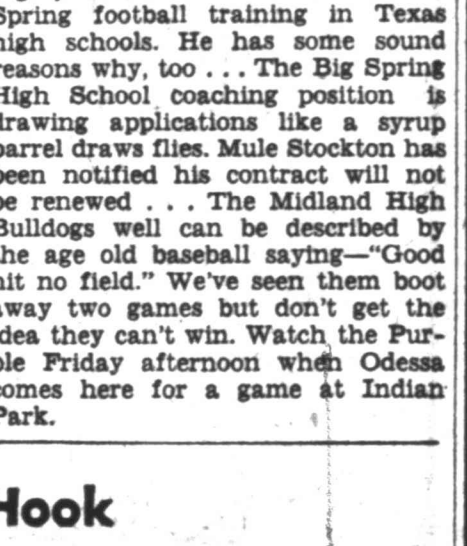 Spring football training in Texas
high schools. He has some sound
reasons why, too . . . The Big Spring
High School coaching position is
drawing applications like a syrup
barrel draws flies. Mule Stockton has
been notified his contract will not
be renewed . . . The Midland High
Bulldogs well can be described by
the age old baseball saying—“Good
hit no field.” We’ve seen them boot
away two games but don’t get the
idea they can’t win. Watch the Pur-
ple Friday afternoon when Odessa
comes here for a game at Indian
Park.
Hook